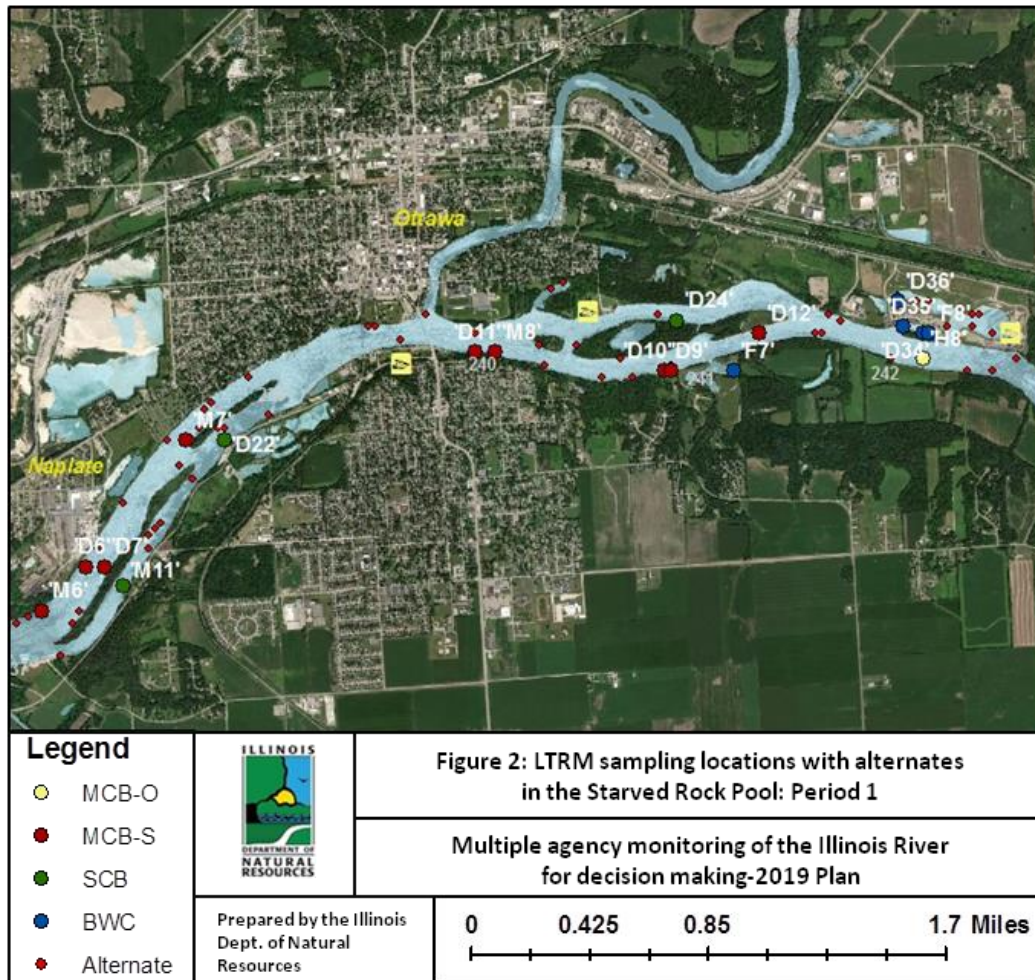 Ottawa
'D36'
'D35'
'F8'
'D24'
'D12'
'H8'
'D11'
'M8'
'D10'
'D9'
'F7'
'D34'
240
241
242
M7'
'D22'
Naplate
'D6'
'D7'
'M11'
'M6'
Legend
MCB-O
MCB-S
SCB
BWC
Alternate
ILLINOIS
DEPARTMENT OF
NATURAL
RESOURCES
Figure 2: LTRM sampling locations with alternates
in the Starved Rock Pool: Period 1
Multiple agency monitoring of the Illinois River
for decision making-2019 Plan
Prepared by the Illinois
Dept. of Natural
Resources
0 0.425 0.85 1.7 Miles